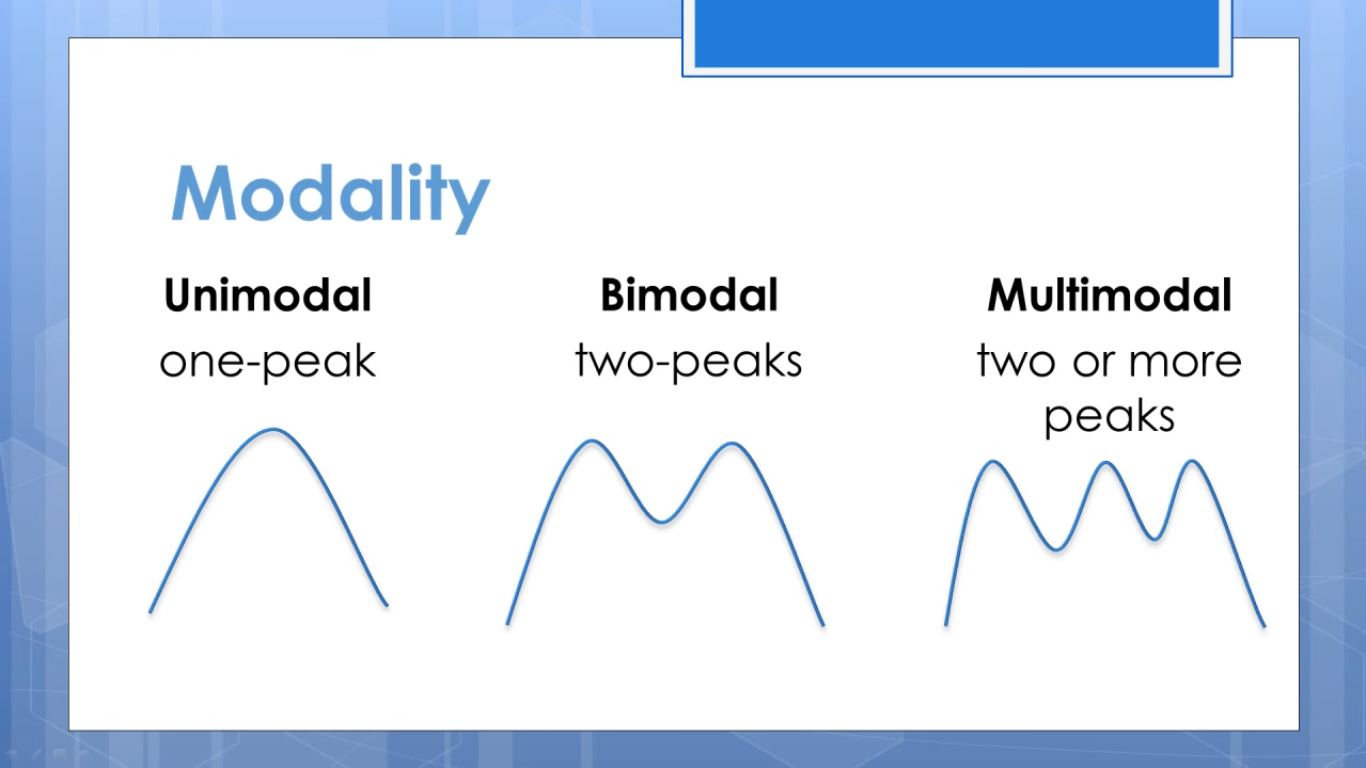 Modality
Unimodal
one-peak
Bimodal
two-peaks
Multimodal
two or more
peaks